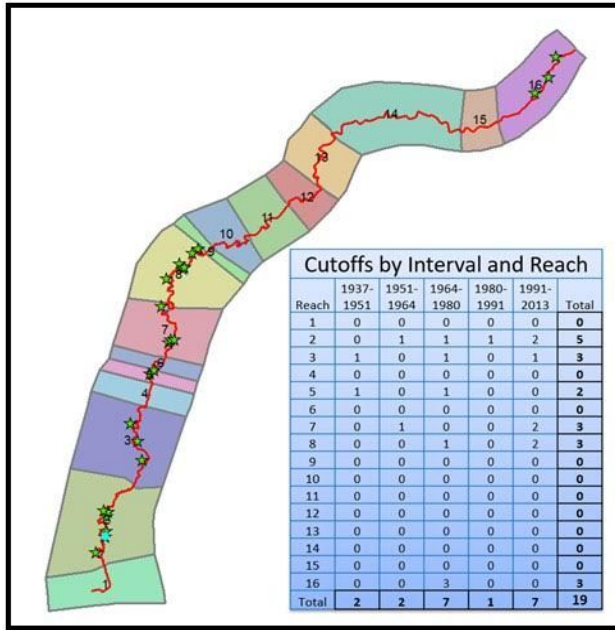 16
14
15
13
12
11
10
9
8
7
4
3
1
Cutoffs by Interval and Reach
Reach 1937-1951 1951-1964 1964-1980 1980-1991 1991-2013 Total
1 0 0 0 0 0 0
2 0 1 1 1 2 5
3 1 0 1 0 1 3
4 0 0 0 0 0 0
5 1 0 1 0 0 2
6 0 0 0 0 0 0
7 0 1 0 0 2 3
8 0 0 1 0 2 3
9 0 0 0 0 0 0
10 0 0 0 0 0 0
11 0 0 0 0 0 0
12 0 0 0 0 0 0
13 0 0 0 0 0 0
14 0 0 0 0 0 0
15 0 0 0 0 0 0
16 0 0 3 0 0 3
Total 2 2 7 1 7 19